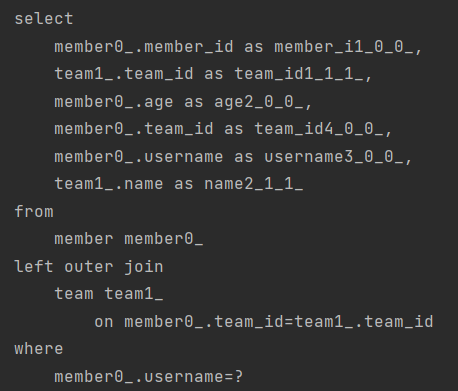 select
    member0_.member_id as member_i1_0_0_,
    team1_.team_id as team_id1_1_1_,
    member0_.age as age2_0_0_,
    member0_.team_id as team_id4_0_0_,
    member0_.username as username3_0_0_,
    team1_.name as name2_1_1_
from
    member member0_
left outer join
    team team1_
        on member0_.team_id=team1_.team_id
where
    member0_.username=?